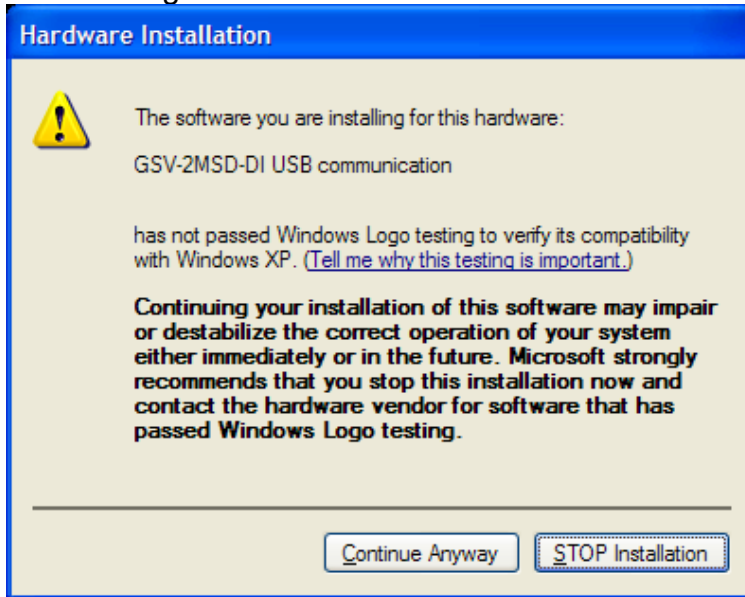 Hardware Installation
The software you are installing for this hardware:
GSV-2MSD-DI USB communication
has not passed Windows Logo testing to verify its compatibility
with Windows XP. (Tell me why this testing is important.)
Continuing your installation of this software may impair
or destabilize the correct operation of your system
either immediately or in the future. Microsoft strongly
recommends that you stop this installation now and
contact the hardware vendor for software that has
passed Windows Logo testing.
Continue Anyway
STOP Installation